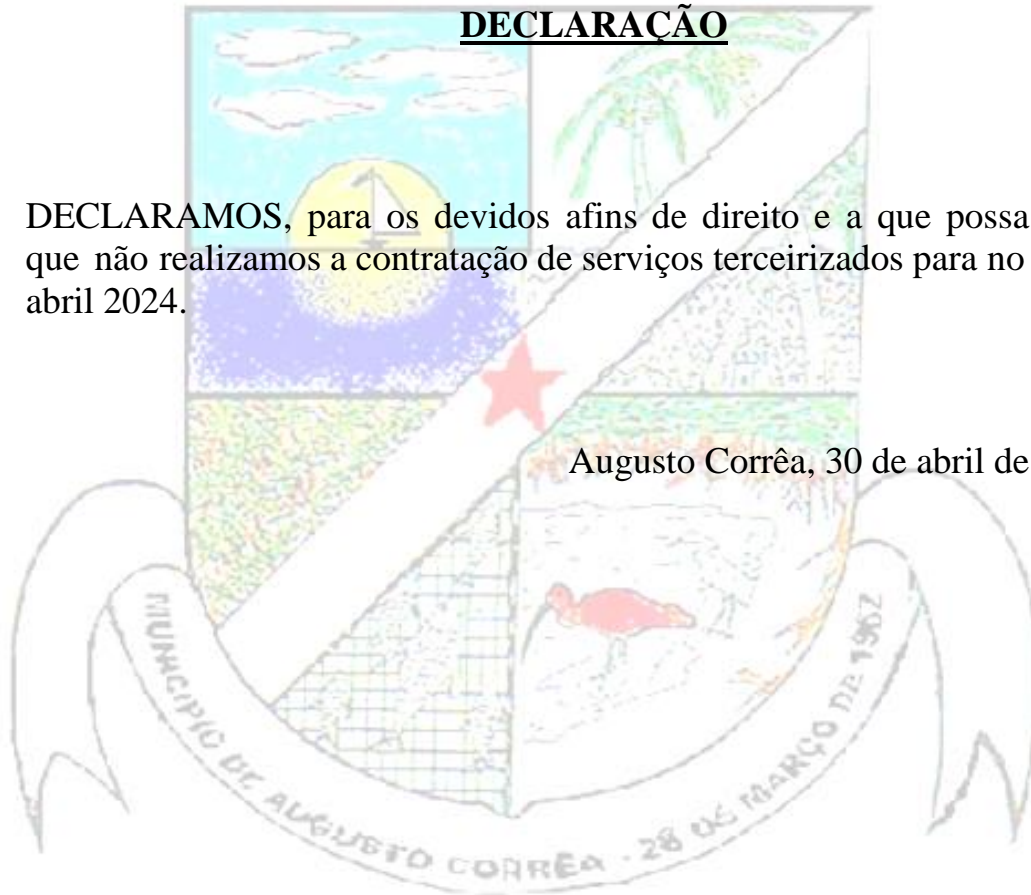 DECLARAÇÃO
DECLARAMOS, para os devidos afins de direito e a que possa
que não realizamos a contratação de serviços terceirizados para no
abril 2024.
Augusto Corrêa, 30 de abril de
MUNICIPIO DE AUGUSTO CORRÊA - 28 DE MARÇO DE 1962